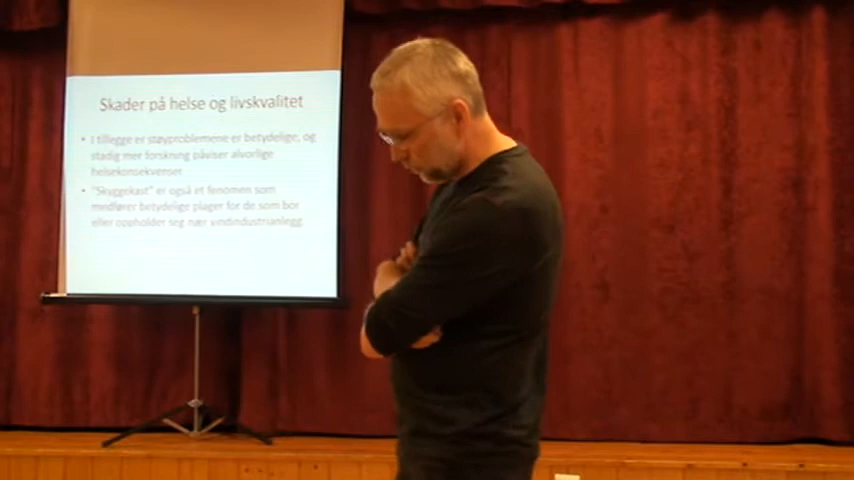 Skader på helse og livskvalitet
• I tillegge er støyproblemene er betydelige, og
stadig mer forskning påviser alvorlige
helsekonsekvenser
• "Skyggekast" er også et fenomen som
medfører betydelige plager for de som bor
eller oppholder seg nær vindindustrianlegg.